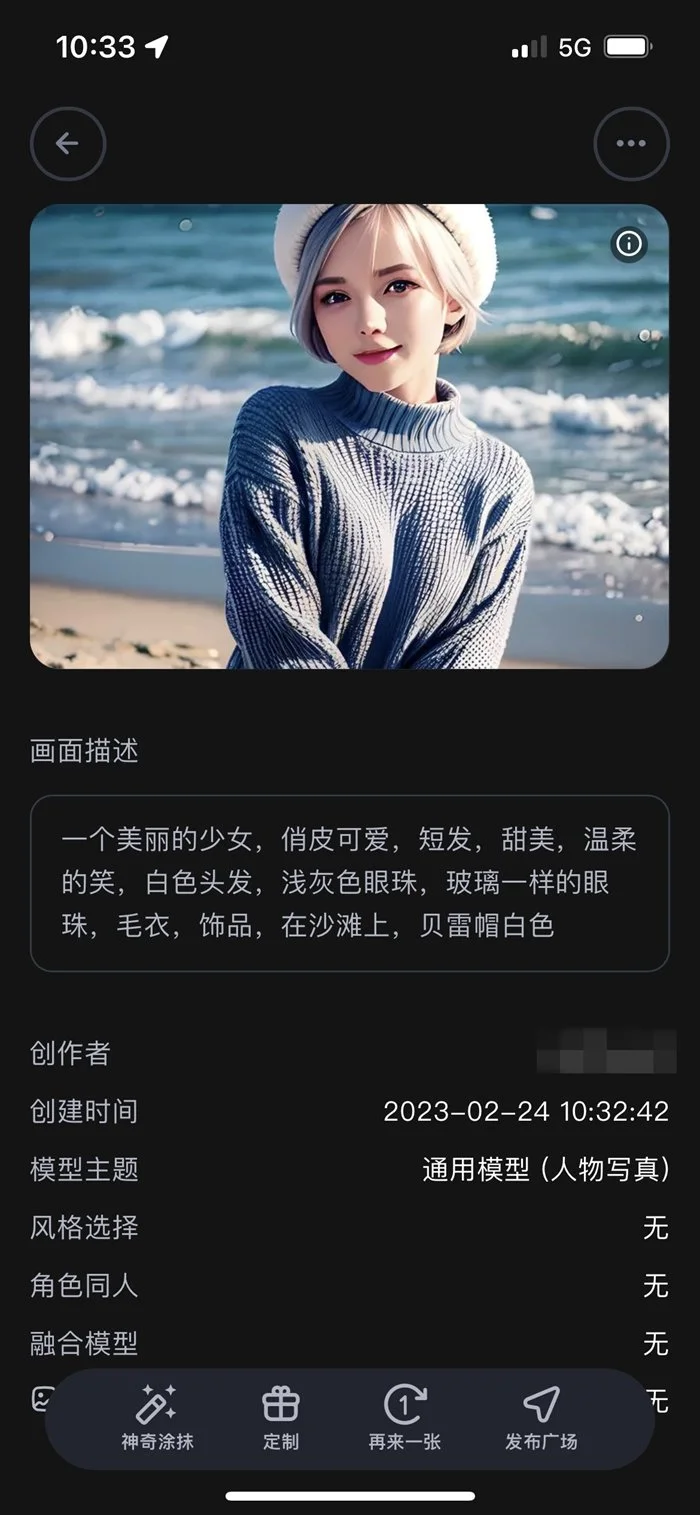 10:33
5G
画面描述
一个美丽的少女，俏皮可爱，短发，甜美，温柔
的笑，白色头发，浅灰色眼珠，玻璃一样的眼
珠，毛衣，饰品，在沙滩上，贝雷帽白色
创作者
创建时间 2023-02-24 10:32:42
模型主题 通用模型 (人物写真)
风格选择 无
角色同人 无
融合模型 无
无
1
神奇涂抹 定制 再来一张 发布广场